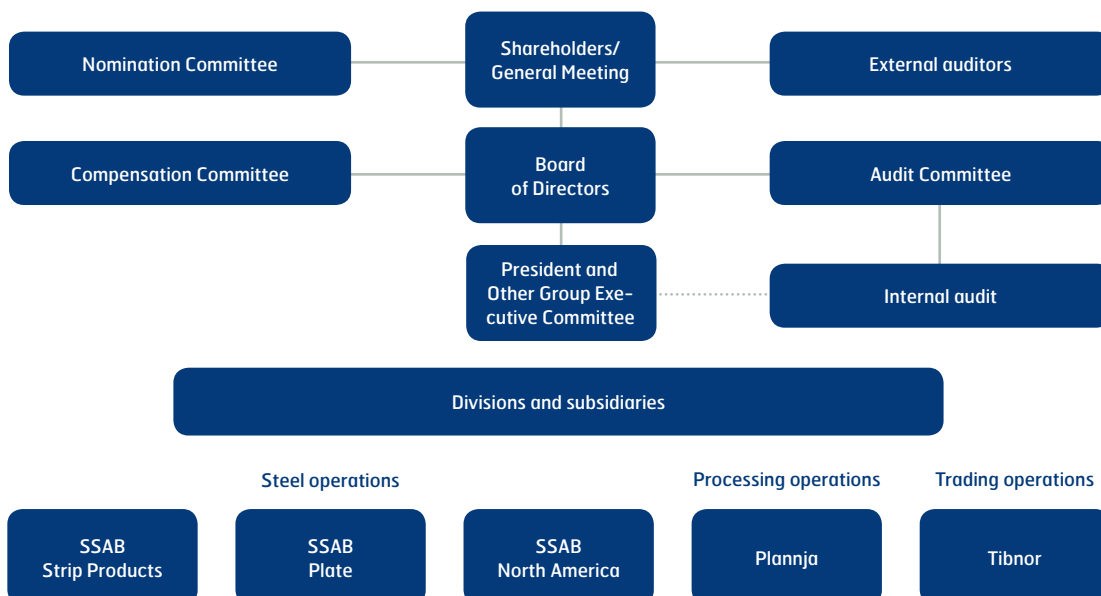 Nomination Committee
Shareholders/
General Meeting
External auditors
Compensation Committee
Board
of Directors
Audit Committee
President and
Other Group Exe-
cutive Committee
Internal audit
Divisions and subsidiaries
Steel operations
Processing operations
Trading operations
SSAB
Strip Products
SSAB
Plate
SSAB
North America
Plannja
Tibnor